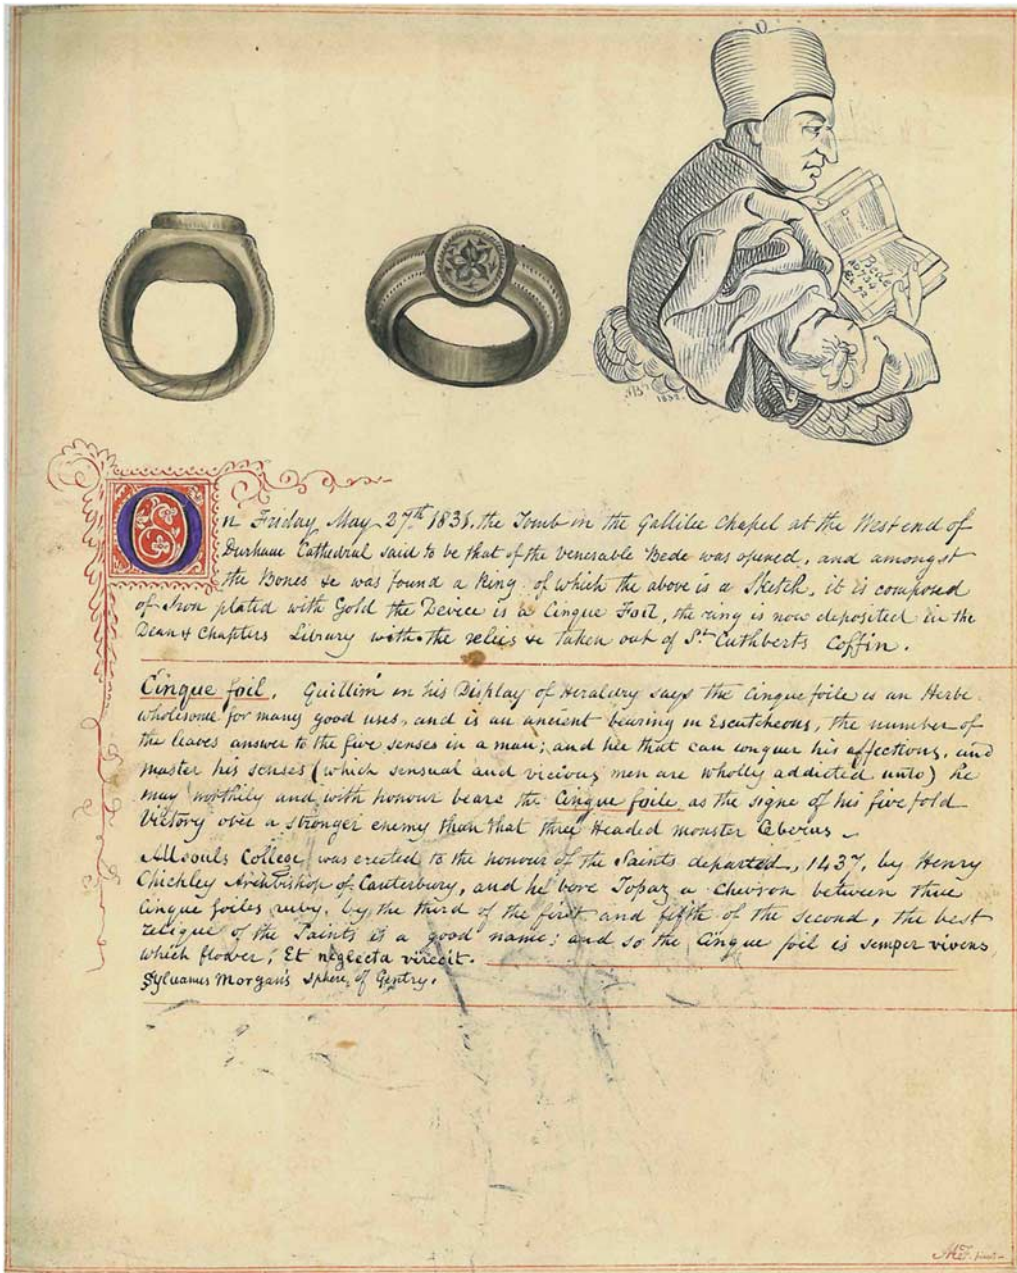 Bede
1832.
On Friday May 27th 1831. the Tomb in the Gallilee Chapel at the West end of
Durham Cathedral said to be that of the venerable Bede was opened, and amongst
the Bones &c was found a Ring of which the above is a Sketch, it is composed
of Iron plated with Gold the Device is a Cinque Foil, the ring is now deposited in the
Dean & Chapters Library with the relics &c taken out of St Cuthberts Coffin.
Cinque foil. Guillim in his Display of Heraldry says the Cinque foile is an Herbe
wholesome for many good uses, and is an ancient bearing in Escutcheons, the number of
the leaves answer to the five senses in a man; and hee that can conquer his affections, and
master his senses (which sensual and vicious men are wholly addicted unto) he
may worthily and with honour beare the Cinque foile as the signe of his five fold
Victory over a stronger enemy than that three Headed monster Cberus
All souls College was erected to the honour of the Saints departed, 1437. by Henry
Chichley Archbishop of Canterbury, and he bore Topaz a Chevron between three
Cinque foiles ruby. by the third of the first and fifth of the second, the best
relique of the Saints is a good name; and so the Cinque foil is semper vivens,
which flower, Et neglecta virecit.
Sylvanus Morgan's Sphere of Gentry.